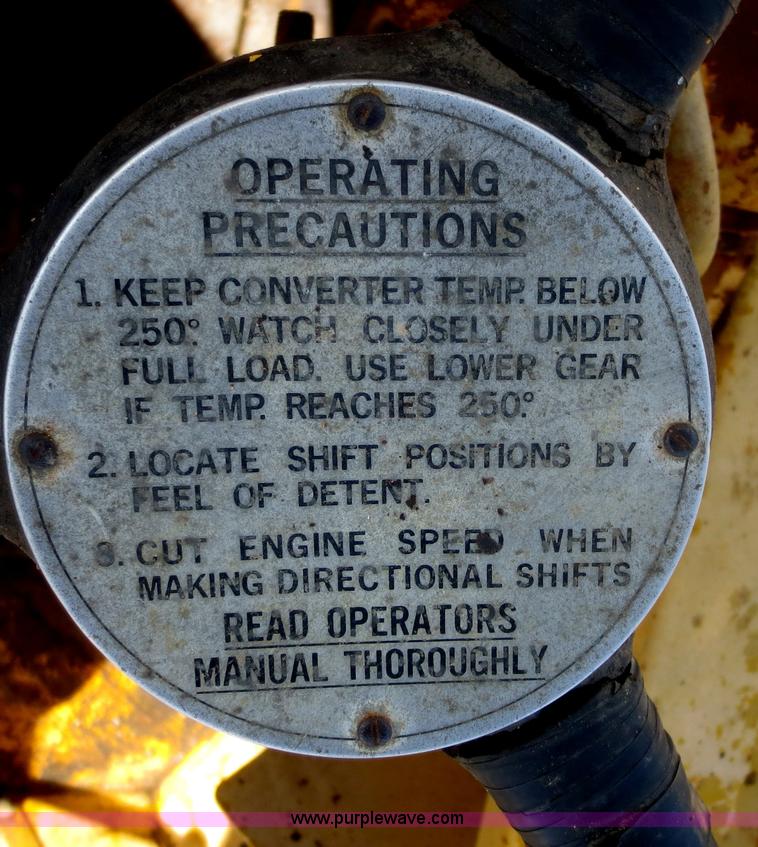 OPERATING
PRECAUTIONS
1. KEEP CONVERTER TEMP. BELOW
250° WATCH CLOSELY UNDER
FULL LOAD. USE LOWER GEAR
IF TEMP. REACHES 250°
2. LOCATE SHIFT POSITIONS BY
FEEL OF DETENT.
3. CUT ENGINE SPEED WHEN
MAKING DIRECTIONAL SHIFTS
READ OPERATORS
MANUAL THOROUGHLY
www.purplewave.com